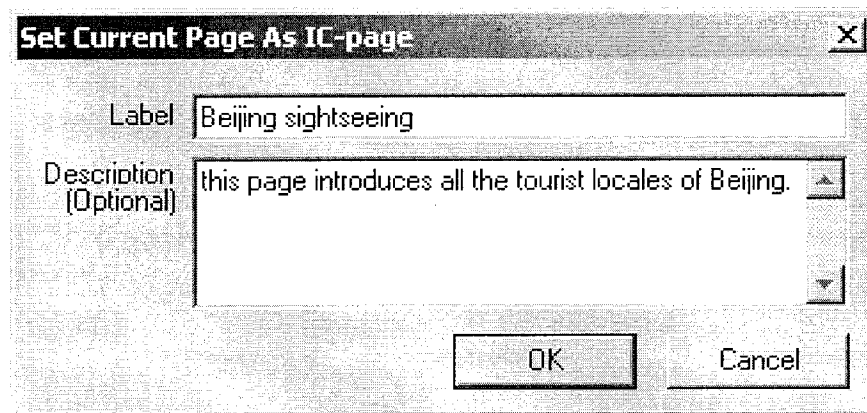 Set Current Page As IC-page
Label
Beijing sightseeing
Description
(Optional)
this page introduces all the tourist locales of Beijing.
OK
Cancel